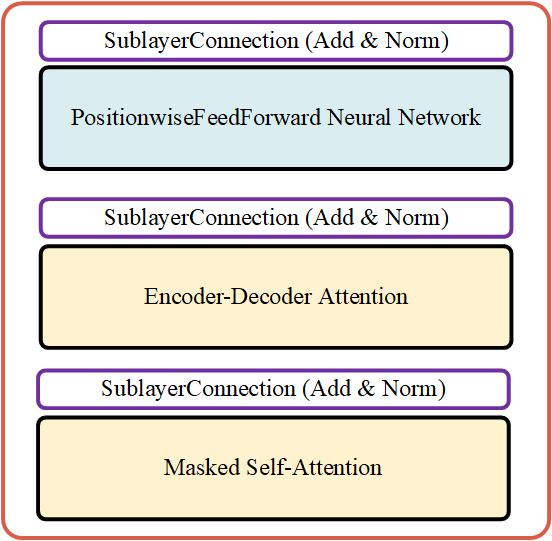 SublayerConnection (Add & Norm)
PositionwiseFeedForward Neural Network
SublayerConnection (Add & Norm)
Encoder-Decoder Attention
SublayerConnection (Add & Norm)
Masked Self-Attention